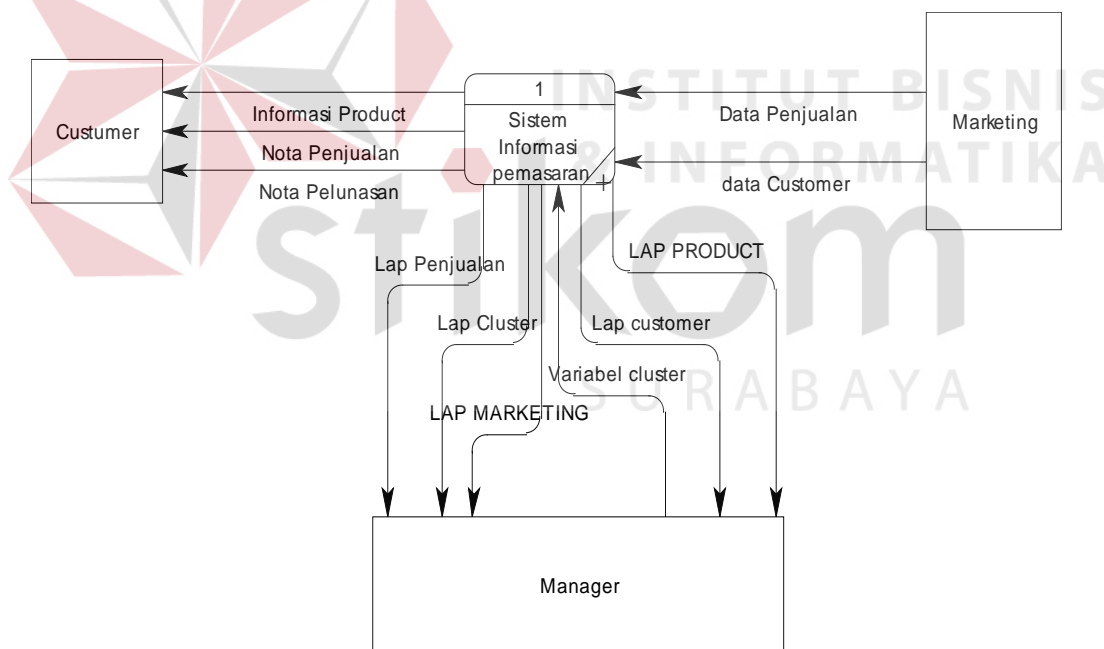 INSTITUT BISNIS
& INFORMATIKA
stikom
SURABAYA
Custumer
Informasi Product
Nota Penjualan
Nota Pelunasan
1
Sistem
Informasi
pemasaran
+
Data Penjualan
data Customer
Marketing
Lap Penjualan
LAP PRODUCT
Lap Cluster
Lap customer
Variabel cluster
LAP MARKETING
Manager